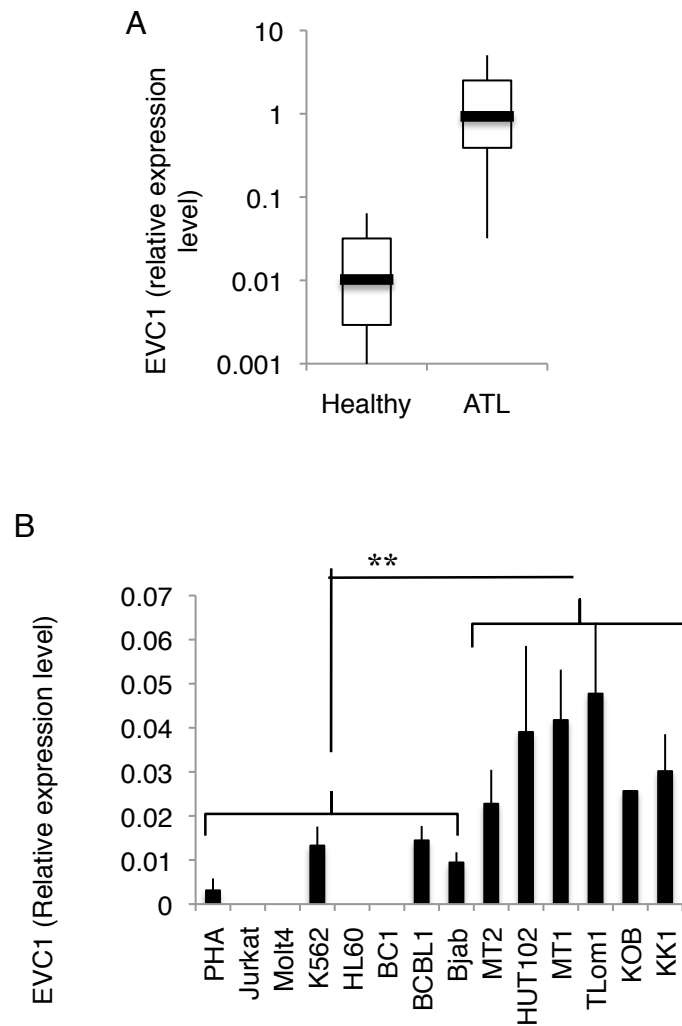 A
EVC1 (relative expression
level)
10
1
0.1
0.01
0.001
Healthy
ATL
B
EVC1 (Relative expression level)
**
0.07
0.06
0.05
0.04
0.03
0.02
0.01
0
PHA
Jurkat
Molt4
K562
HL60
BC1
BCBL1
Bjab
MT2
HUT102
MT1
TLom1
KOB
KK1